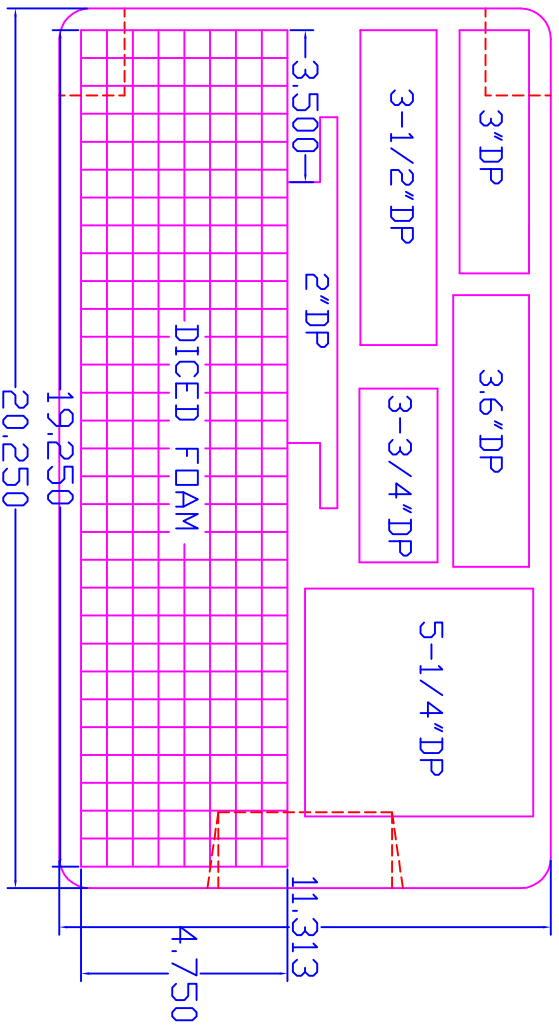 3"DP
3.6"DP
5-1/4"DP
3-1/2"DP
3-3/4"DP
2"DP
3.500
11.313
DICED FOAM
4.750
19.250
20.250